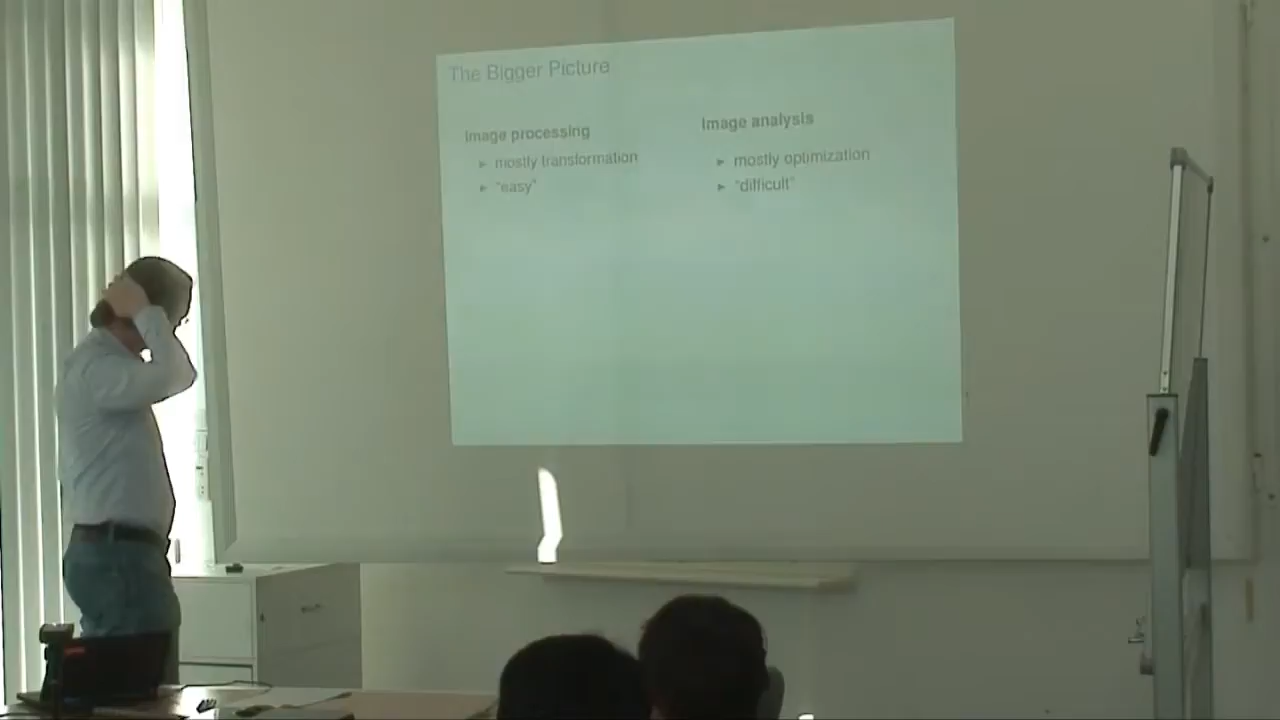 The Bigger Picture
Image processing
► mostly transformation
► "easy"
Image analysis
► mostly optimization
► "difficult"